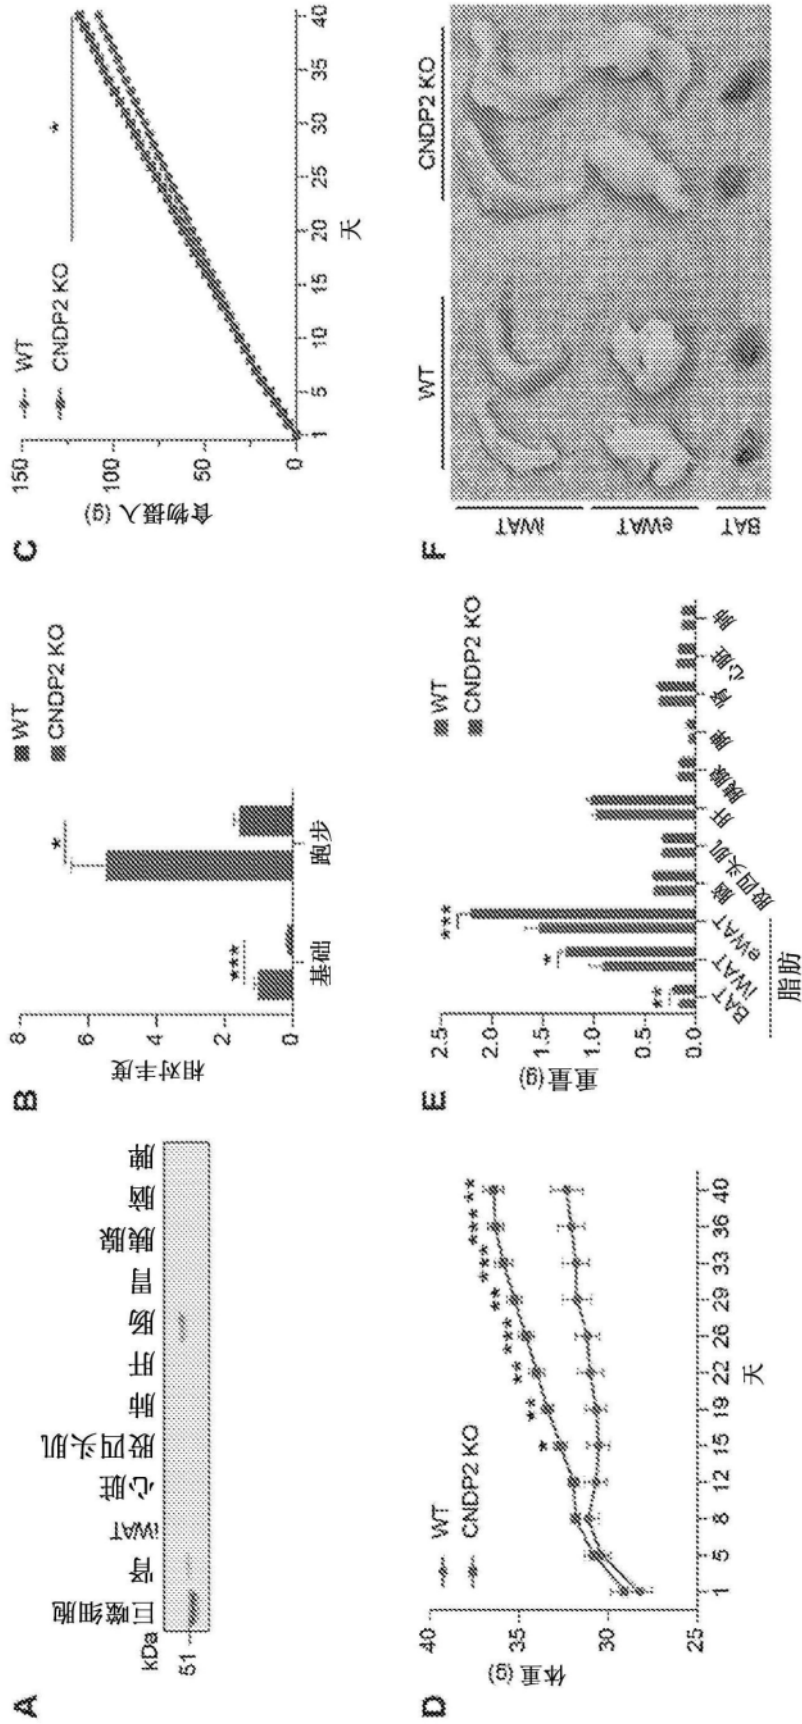 A
kDa
51
巨噬细胞
肾
iWAT
心脏
股四头肌
肺
肝
肠
胃
胰腺
脑
脾
B
相对丰度
8
6
4
2
0
***
*
基础
跑步
WT
CNDP2 KO
C
食物摄入 (g)
150
100
50
0
WT
CNDP2 KO
*
1 5 10 15 20 25 30 35 40
天
D
体重 (g)
40
35
30
25
WT
CNDP2 KO
* ** ** *** ** *** *** **
1 5 8 12 15 19 22 26 29 33 36 40
天
E
重量 (g)
2.5
2.0
1.5
1.0
0.5
0.0
WT
CNDP2 KO
** * ***
BAT iWAT eWAT 脑 股四头肌 肝 胰腺 脾 肾 心脏 肺
脂肪
F
WT
CNDP2 KO
iWAT
eWAT
BAT